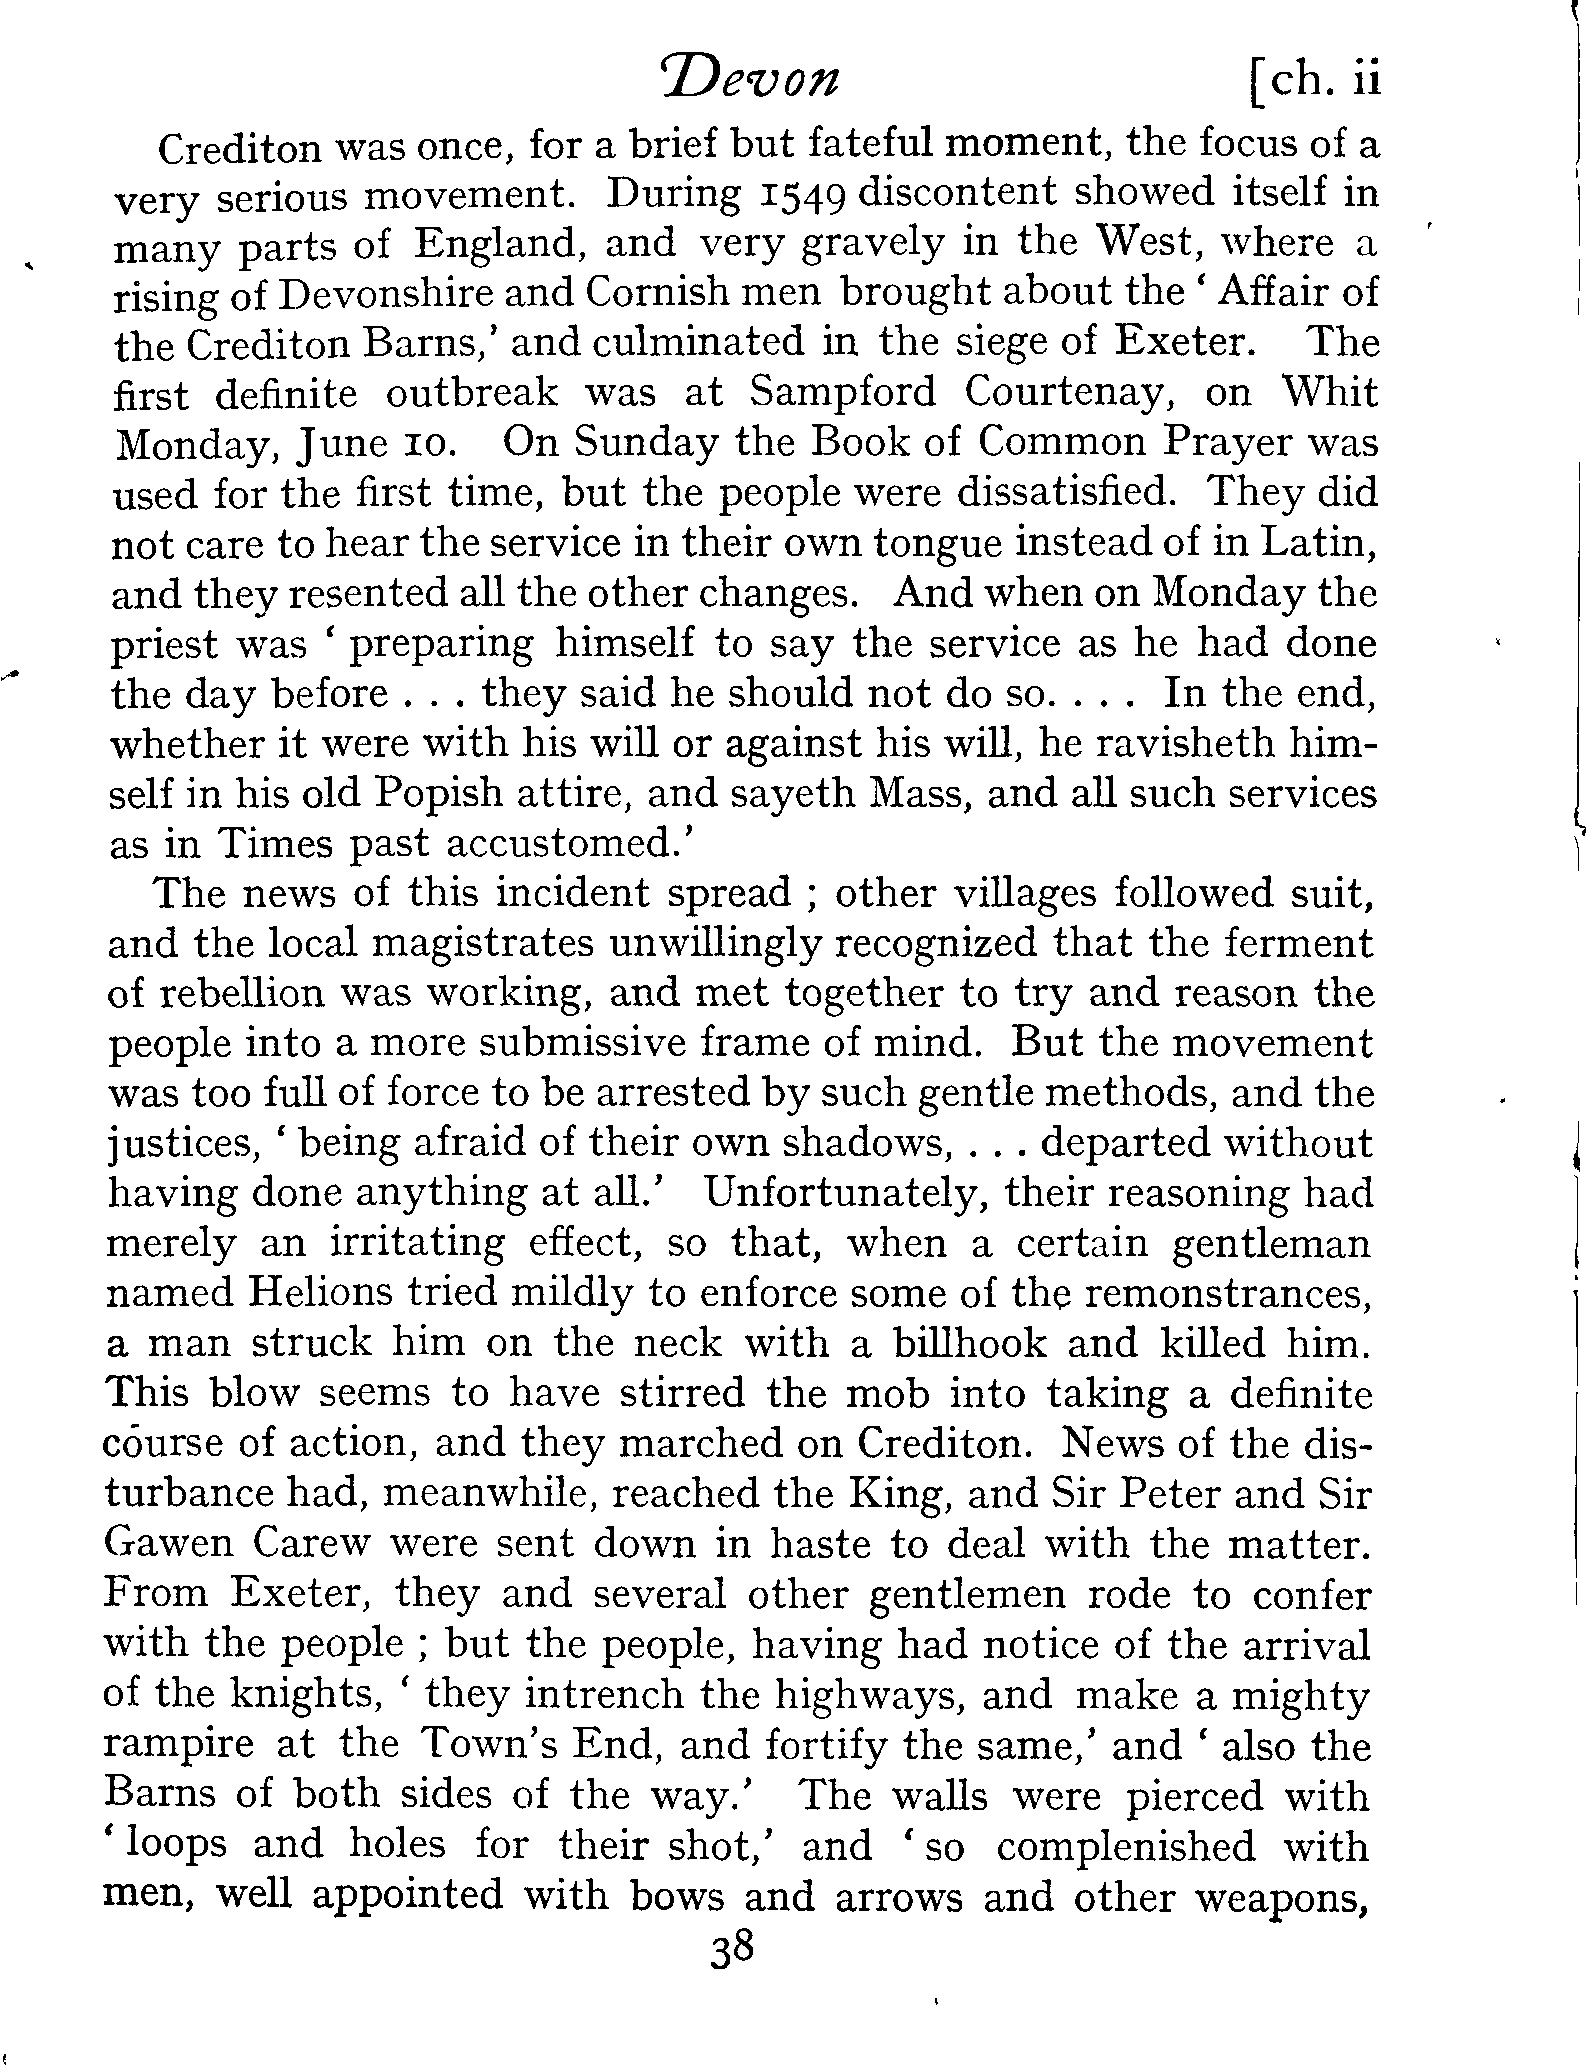 Devon [ch. ii
Crediton was once, for a brief but fateful moment, the focus of a
very serious movement. During 1549 discontent showed itself in
many parts of England, and very gravely in the West, where a
rising of Devonshire and Cornish men brought about the ‘ Affair of
the Crediton Barns,’ and culminated in the siege of Exeter. The
first definite outbreak was at Sampford Courtenay, on Whit
Monday, June 10. On Sunday the Book of Common Prayer was
used for the first time, but the people were dissatisfied. They did
not care to hear the service in their own tongue instead of in Latin,
and they resented all the other changes. And when on Monday the
priest was ‘ preparing himself to say the service as he had done
the day before . . . they said he should not do so. . . . In the end,
whether it were with his will or against his will, he ravisheth him-
self in his old Popish attire, and sayeth Mass, and all such services
as in Times past accustomed.’
The news of this incident spread ; other villages followed suit,
and the local magistrates unwillingly recognized that the ferment
of rebellion was working, and met together to try and reason the
people into a more submissive frame of mind. But the movement
was too full of force to be arrested by such gentle methods, and the
justices, ‘ being afraid of their own shadows, . . . departed without
having done anything at all.’ Unfortunately, their reasoning had
merely an irritating effect, so that, when a certain gentleman
named Helions tried mildly to enforce some of the remonstrances,
a man struck him on the neck with a billhook and killed him.
This blow seems to have stirred the mob into taking a definite
course of action, and they marched on Crediton. News of the dis-
turbance had, meanwhile, reached the King, and Sir Peter and Sir
Gawen Carew were sent down in haste to deal with the matter.
From Exeter, they and several other gentlemen rode to confer
with the people ; but the people, having had notice of the arrival
of the knights, ‘ they intrench the highways, and make a mighty
rampire at the Town’s End, and fortify the same,’ and ‘ also the
Barns of both sides of the way.’ The walls were pierced with
‘ loops and holes for their shot,’ and ‘ so complenished with
men, well appointed with bows and arrows and other weapons,
38